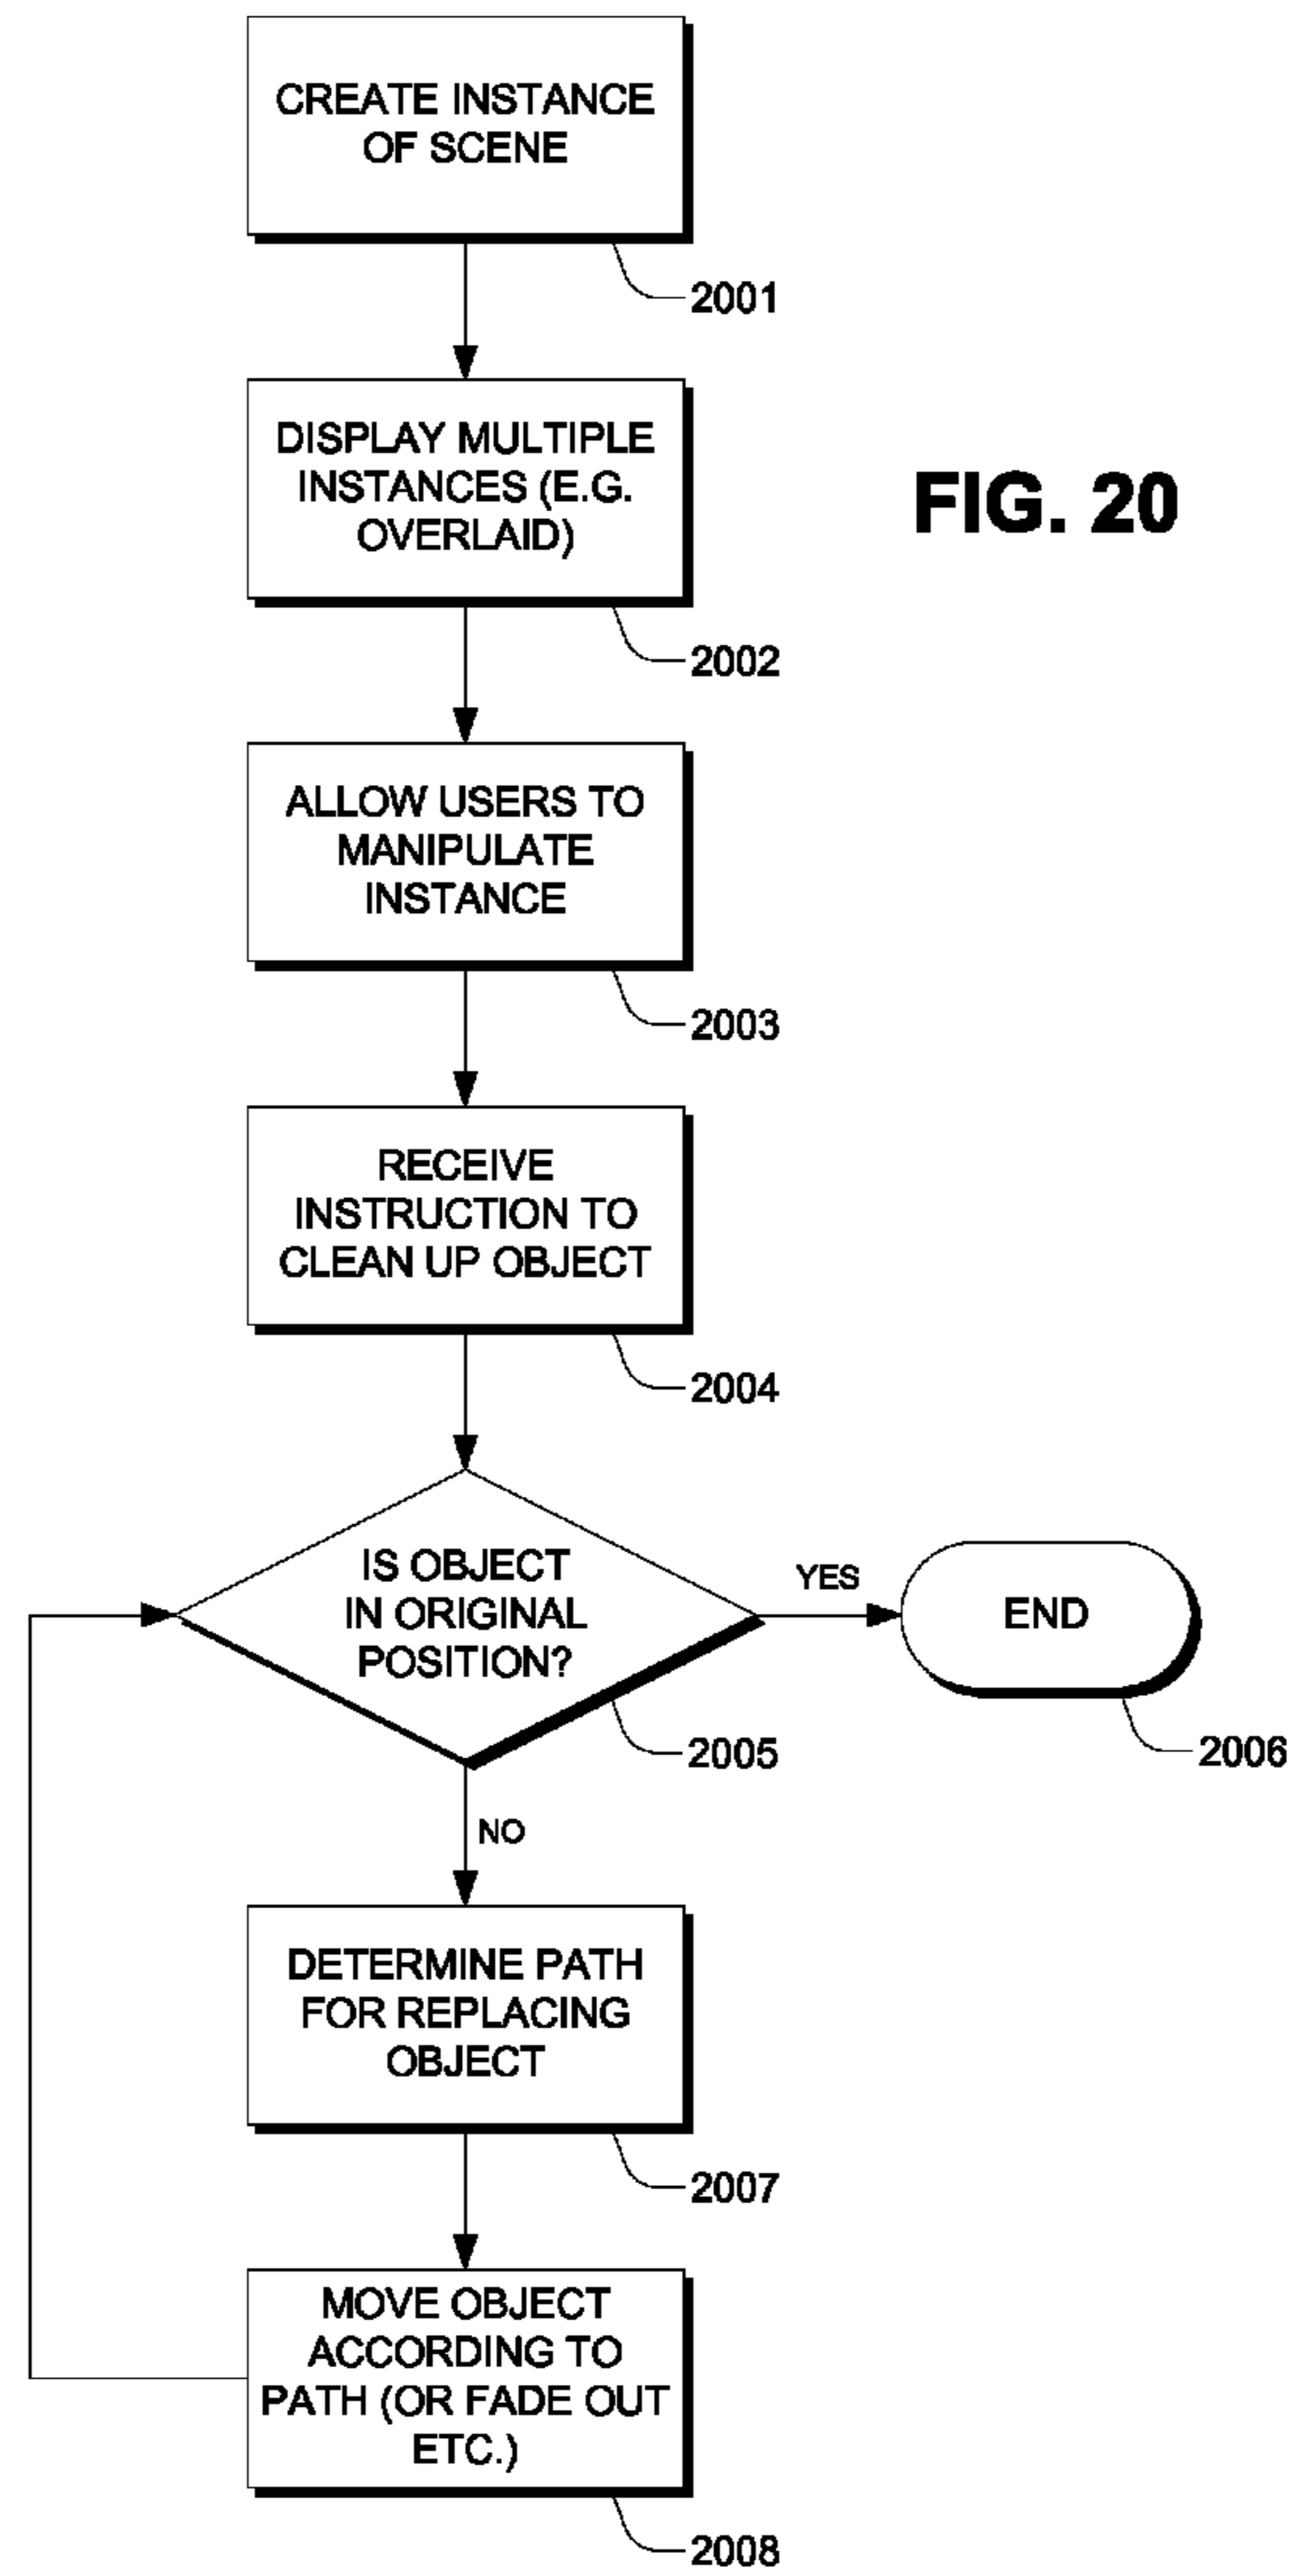 CREATE INSTANCE
OF SCENE
2001
DISPLAY MULTIPLE
INSTANCES (E.G.
OVERLAID)
2002
FIG. 20
ALLOW USERS TO
MANIPULATE
INSTANCE
2003
RECEIVE
INSTRUCTION TO
CLEAN UP OBJECT
2004
IS OBJECT
IN ORIGINAL
POSITION?
2005
YES
END
2006
NO
DETERMINE PATH
FOR REPLACING
OBJECT
2007
MOVE OBJECT
ACCORDING TO
PATH (OR FADE OUT
ETC.)
2008